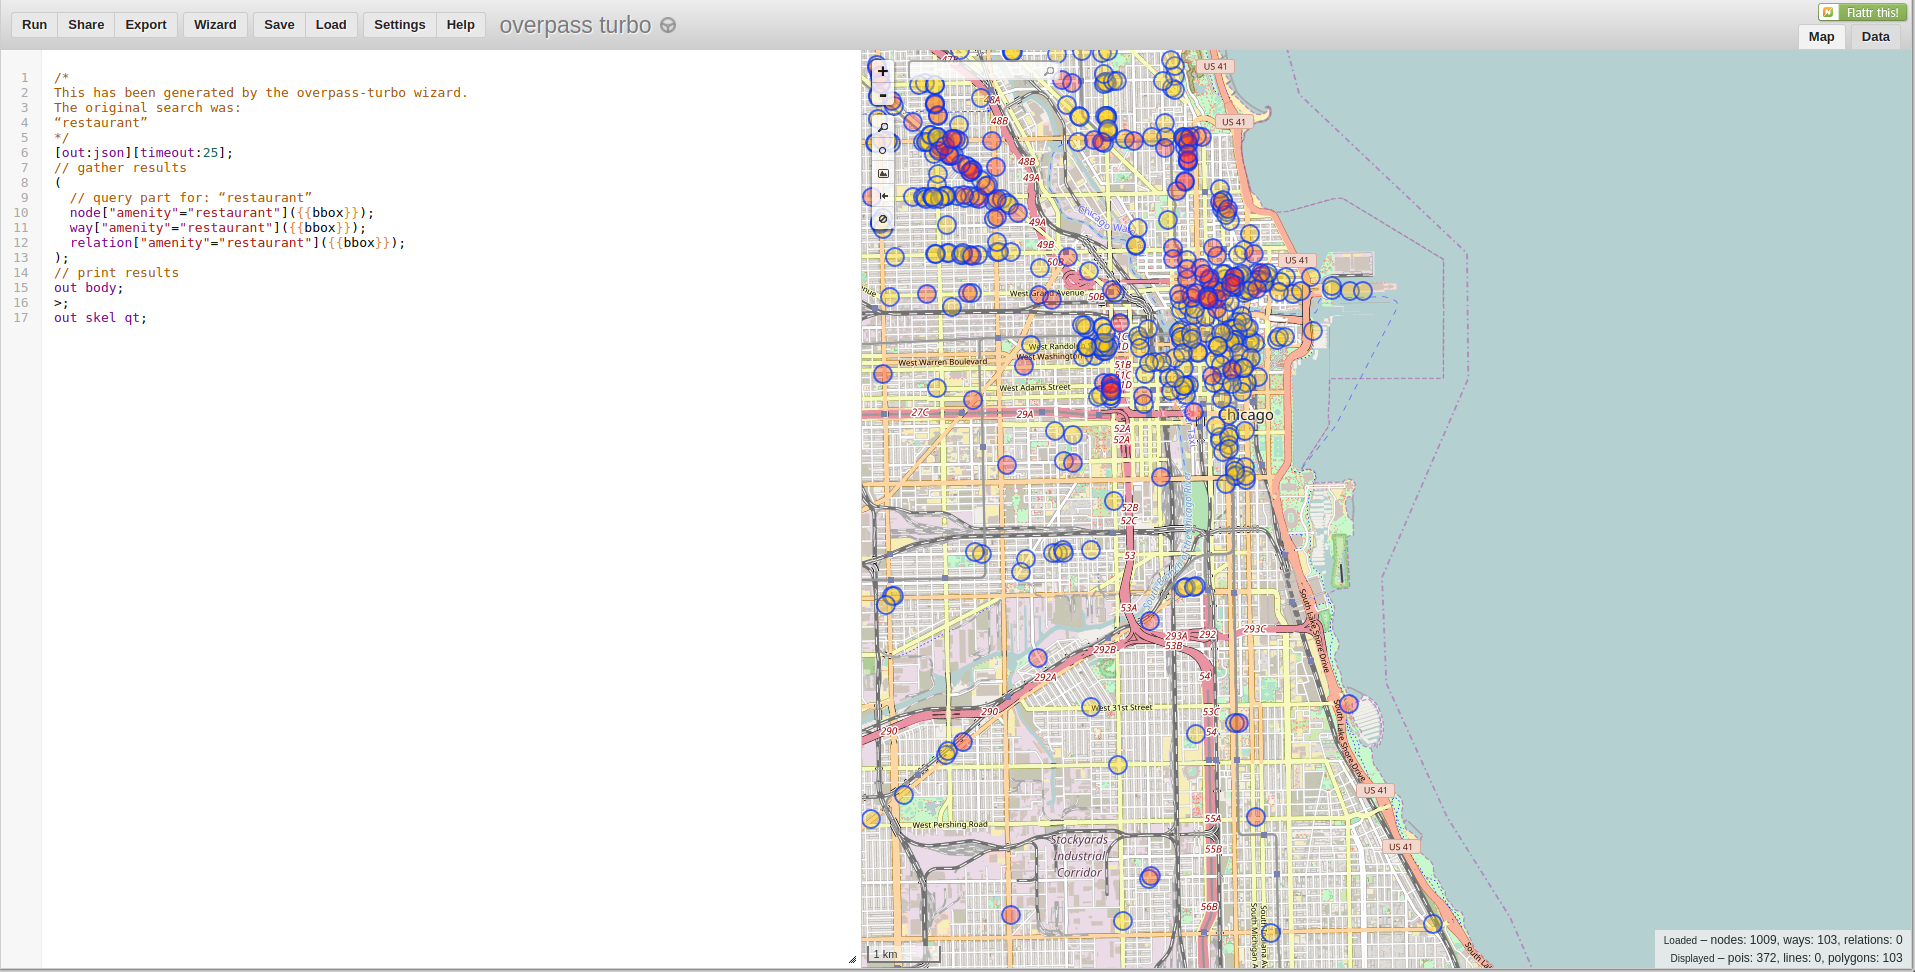 Run Share Export Wizard Save Load Settings Help overpass turbo
Flattr this!
Map Data
1 /*
2 This has been generated by the overpass-turbo wizard.
3 The original search was:
4 “restaurant”
5 */
6 [out:json][timeout:25];
7 // gather results
8 (
9 // query part for: “restaurant”
10 node["amenity"="restaurant"]({{bbox}});
11 way["amenity"="restaurant"]({{bbox}});
12 relation["amenity"="restaurant"]({{bbox}});
13 );
14 // print results
15 out body;
16 >;
17 out skel qt;
+
-
47B
US 41
48A
48B
US 41
48B
49A
49A
Chicago
49B
50B
US 41
West Grand Avenue
50B
West Randol
West Washington
West Warren Boulevard
51B
51C
1D
West Adams Street
27C
29A
Chicago
52A
52A
52B
52C
53
53A
293A
292
293C
53B
292B
South Lake Shore Drive
292A
54
290
West 31st Street
53C
290
54
South Lake Shore Drive
US 41
55A
West Pershing Road
Stockyards
Industrial
Corridor
55B
US 41
56B
South Michigan A
South
1 km
Loaded – nodes: 1009, ways: 103, relations: 0
Displayed – pois: 372, lines: 0, polygons: 103